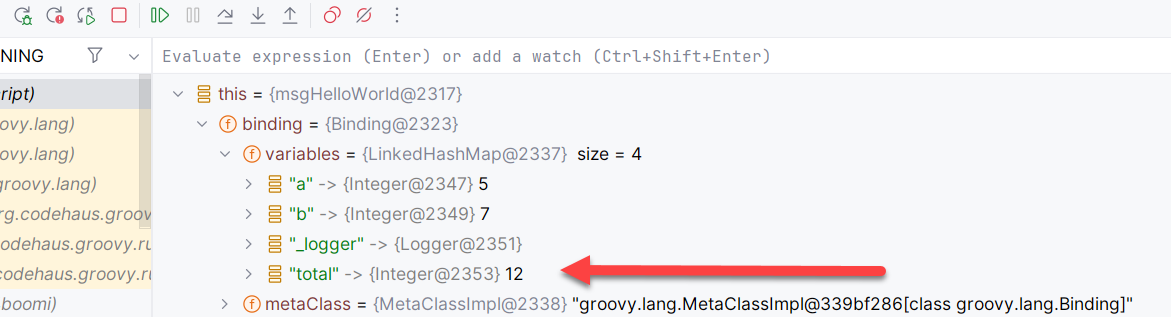 NING
Evaluate expression (Enter) or add a watch (Ctrl+Shift+Enter)
ript)
this = {msgHelloWorld@2317}
ovy.lang)
binding = {Binding@2323}
ovy.lang)
variables = {LinkedHashMap@2337} size = 4
groovy.lang)
"a" -> {Integer@2347} 5
rg.codehaus.groov
"b" -> {Integer@2349} 7
codehaus.groovy.ru
"_logger" -> {Logger@2351}
codehaus.groovy.ru
"total" -> {Integer@2353} 12
boomi)
metaClass = {MetaClassImpl@2338} "groovy.lang.MetaClassImpl@339bf286[class groovy.lang.Binding]"